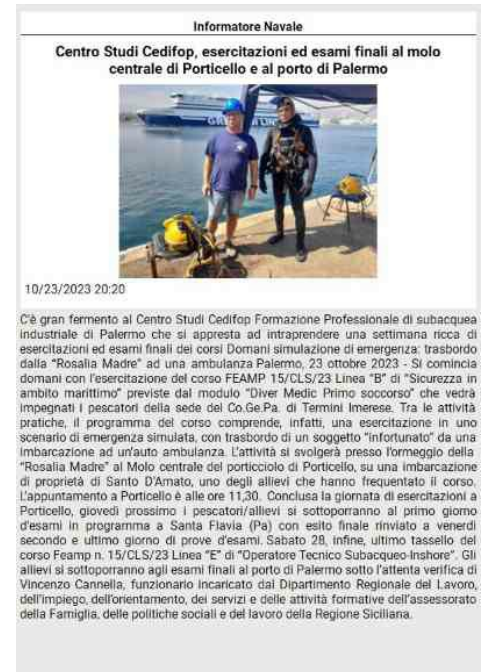 Informatore Navale
Centro Studi Cedifop, esercitazioni ed esami finali al molo
centrale di Porticello e al porto di Palermo
10/23/2023 20:20
C'è gran fermento al Centro Studi Cedifop Formazione Professionale di subacquea
industriale di Palermo che si appresta ad intraprendere una settimana ricca di
esercitazioni ed esami finali dei corsi Domani simulazione di emergenza: trasbordo
dalla "Rosalia Madre" ad una ambulanza Palermo, 23 ottobre 2023 - Si comincia
domani con l'esercitazione del corso FEAMP 15/CLS/23 Linea "B" di "Sicurezza in
ambito marittimo" previste dal modulo "Diver Medic Primo soccorso" che vedrà
impegnati i pescatori della sede del Co.Ge.Pa. di Termini Imerese. Tra le attività
pratiche, il programma del corso comprende, infatti, una esercitazione in uno
scenario di emergenza simulata, con trasbordo di un soggetto "infortunato" da una
imbarcazione ad un'auto ambulanza. L'attività si svolgerà presso l'ormeggio della
"Rosalia Madre" al Molo centrale del porticciolo di Porticello, su una imbarcazione
di proprietà di Santo D'Amato, uno degli allievi che hanno frequentato il corso.
L'appuntamento a Porticello è alle ore 11,30. Conclusa la giornata di esercitazioni a
Porticello, giovedì prossimo i pescatori/allievi si sottoporranno al primo giorno
d'esami in programma a Santa Flavia (Pa) con esito finale rinviato a venerdì
secondo e ultimo giorno di prove d'esami. Sabato 28, infine, ultimo tassello del
corso Feamp n. 15/CLS/23 Linea "E" di "Operatore Tecnico Subacqueo-Inshore". Gli
allievi si sottoporranno agli esami finali al porto di Palermo sotto l'attenta verifica di
Vincenzo Cannella, funzionario incaricato dal Dipartimento Regionale del Lavoro,
dell'impiego, dell'orientamento, dei servizi e delle attività formative dell'assessorato
della Famiglia, delle politiche sociali e del lavoro della Regione Siciliana.